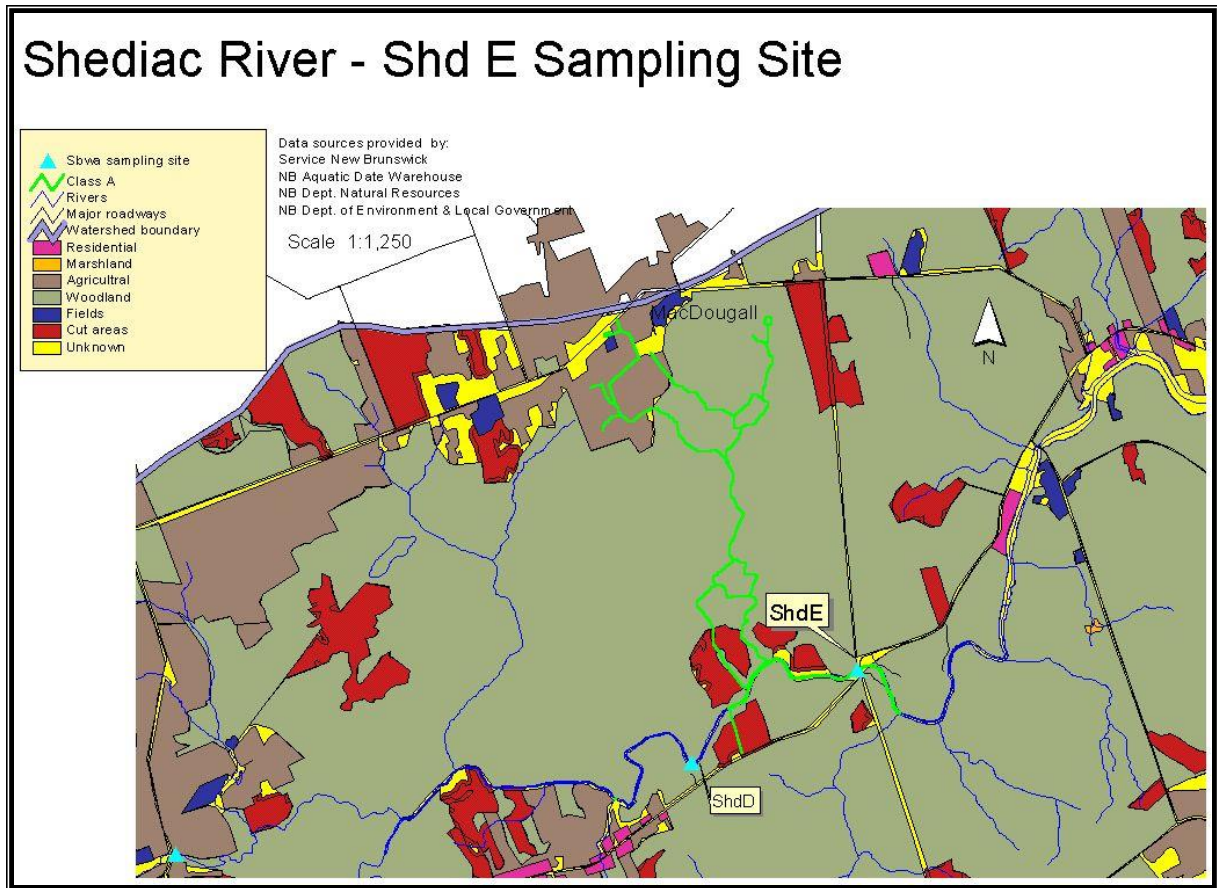 Shediac River - Shd E Sampling Site
Sbwa sampling site
Class A
Rivers
Major roadways
Watershed boundary
Residential
Marshland
Agricultral
Woodland
Fields
Cut areas
Unknown
Data sources provided by:
Service New Brunswick
NB Aquatic Date Warehouse
NB Dept. Natural Resources
NB Dept. of Environment & Local Government
Scale 1:1,250
MacDougall
N
ShdE
ShdD